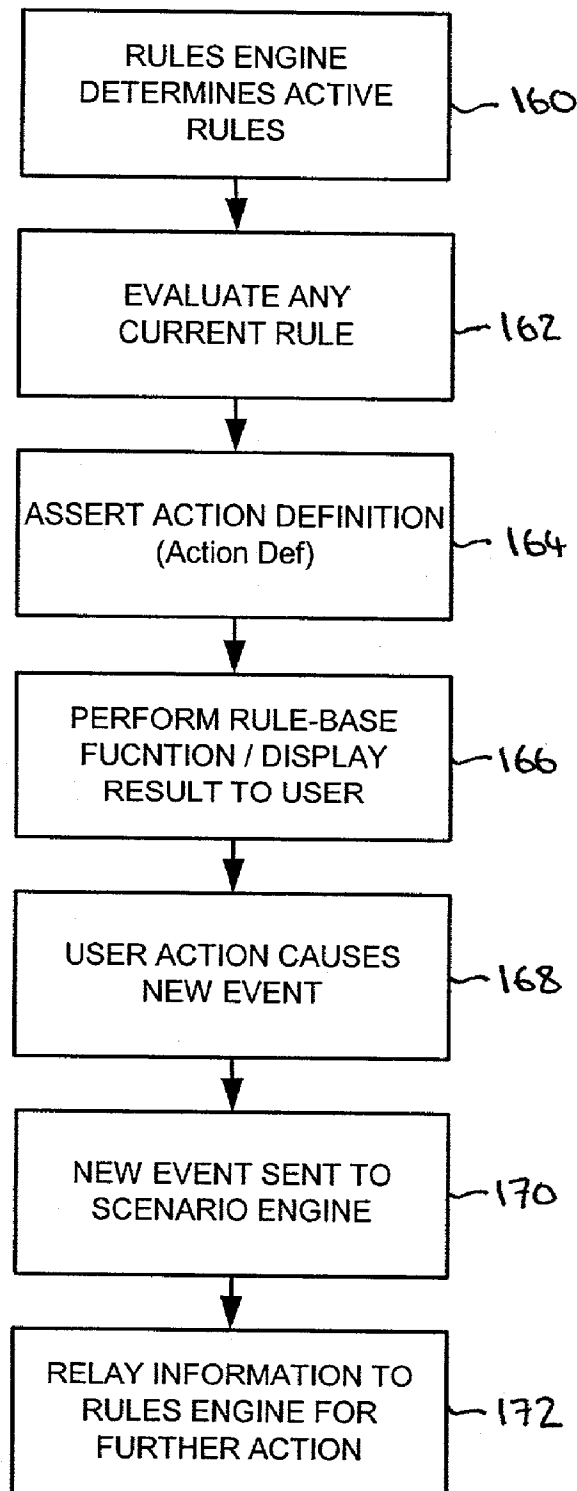 RULES ENGINE
DETERMINES ACTIVE
RULES
160
EVALUATE ANY
CURRENT RULE
162
ASSERT ACTION DEFINITION
(Action Def)
164
PERFORM RULE-BASE
FUCNTION / DISPLAY
RESULT TO USER
166
USER ACTION CAUSES
NEW EVENT
168
NEW EVENT SENT TO
SCENARIO ENGINE
170
RELAY INFORMATION TO
RULES ENGINE FOR
FURTHER ACTION
172